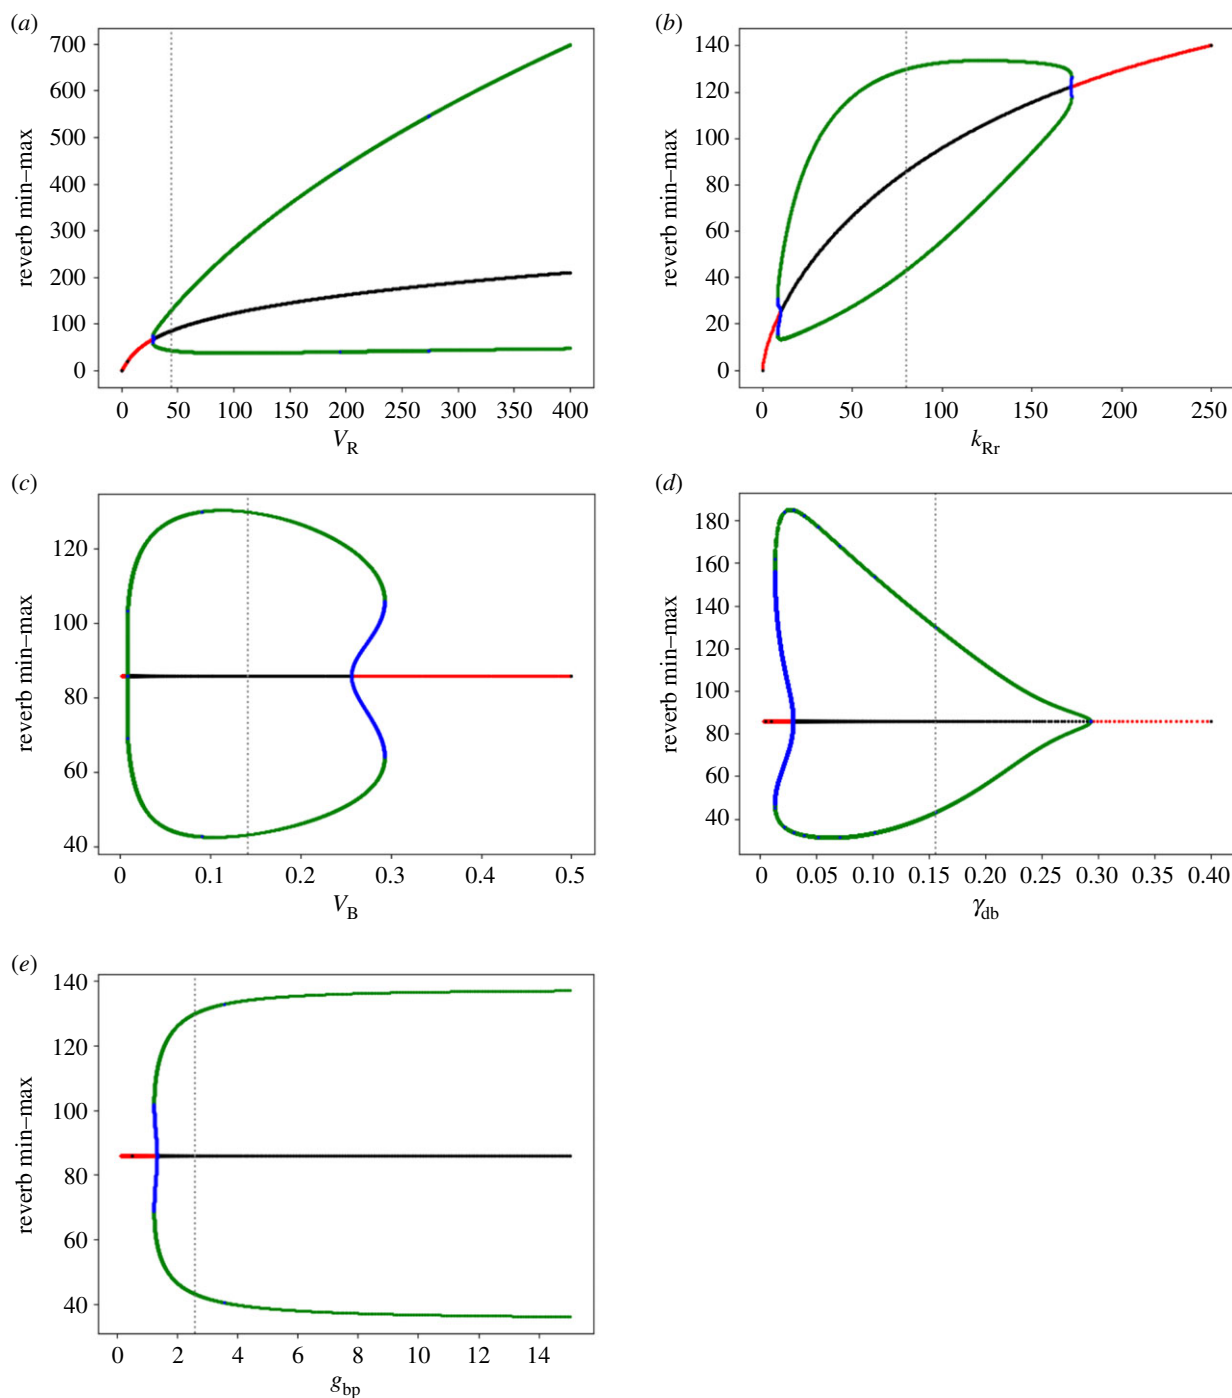 (a)
700
600
500
400
300
200
100
0
reverb min–max
0 50 100 150 200 250 300 350 400
V_R
(b)
140
120
100
80
60
40
20
0
reverb min–max
0 50 100 150 200 250
k_Rr
(c)
120
100
80
60
40
reverb min–max
0 0.1 0.2 0.3 0.4 0.5
V_B
(d)
180
160
140
120
100
80
60
40
reverb min–max
0 0.05 0.10 0.15 0.20 0.25 0.30 0.35 0.40
γ_db
(e)
140
120
100
80
60
40
reverb min–max
0 2 4 6 8 10 12 14
g_bp